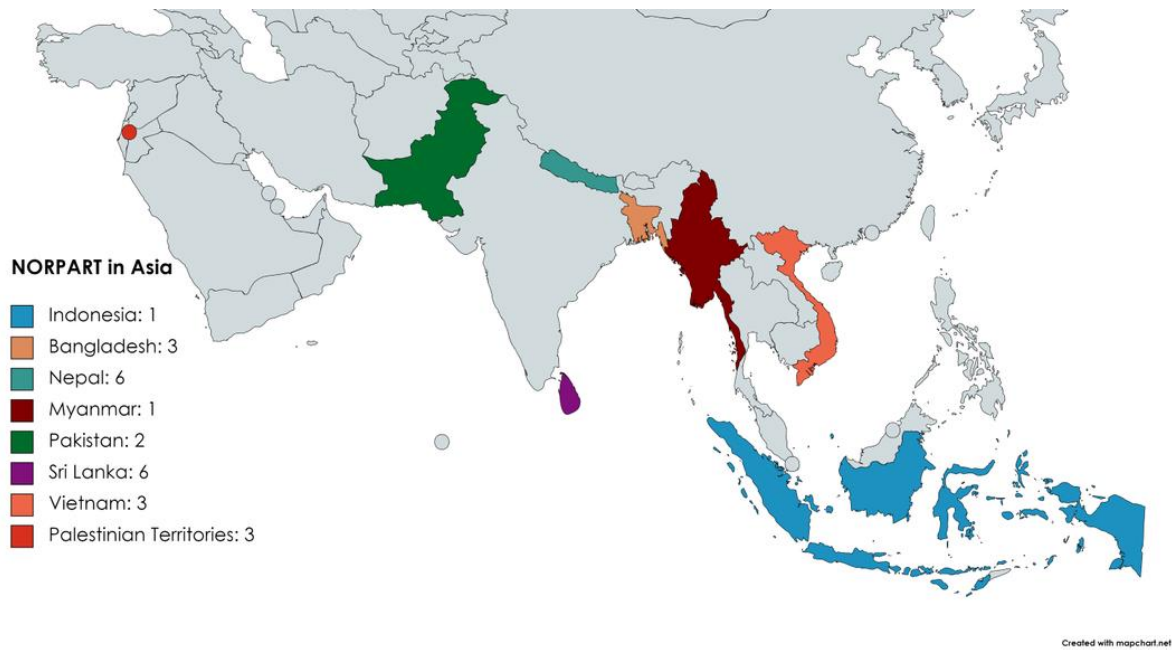 NORPART in Asia
Indonesia: 1
Bangladesh: 3
Nepal: 6
Myanmar: 1
Pakistan: 2
Sri Lanka: 6
Vietnam: 3
Palestinian Territories: 3
Created with mapchart.net